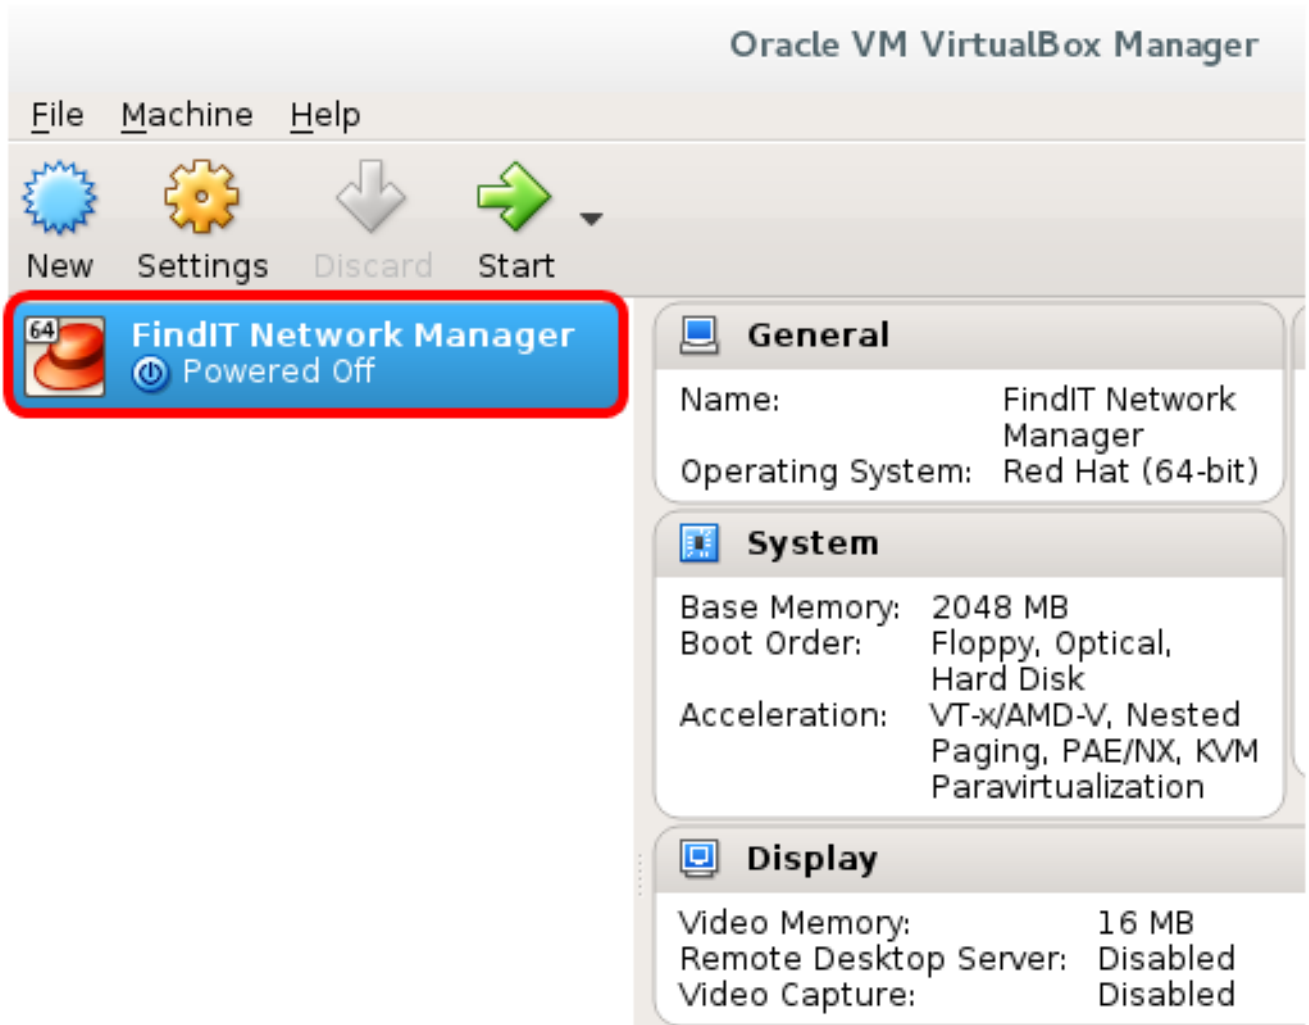 Oracle VM VirtualBox Manager
File Machine Help
New Settings Discard Start
64
FindIT Network Manager
Powered Off
General
Name: FindIT Network
Manager
Operating System: Red Hat (64-bit)
System
Base Memory: 2048 MB
Boot Order: Floppy, Optical,
Hard Disk
Acceleration: VT-x/AMD-V, Nested
Paging, PAE/NX, KVM
Paravirtualization
Display
Video Memory: 16 MB
Remote Desktop Server: Disabled
Video Capture: Disabled